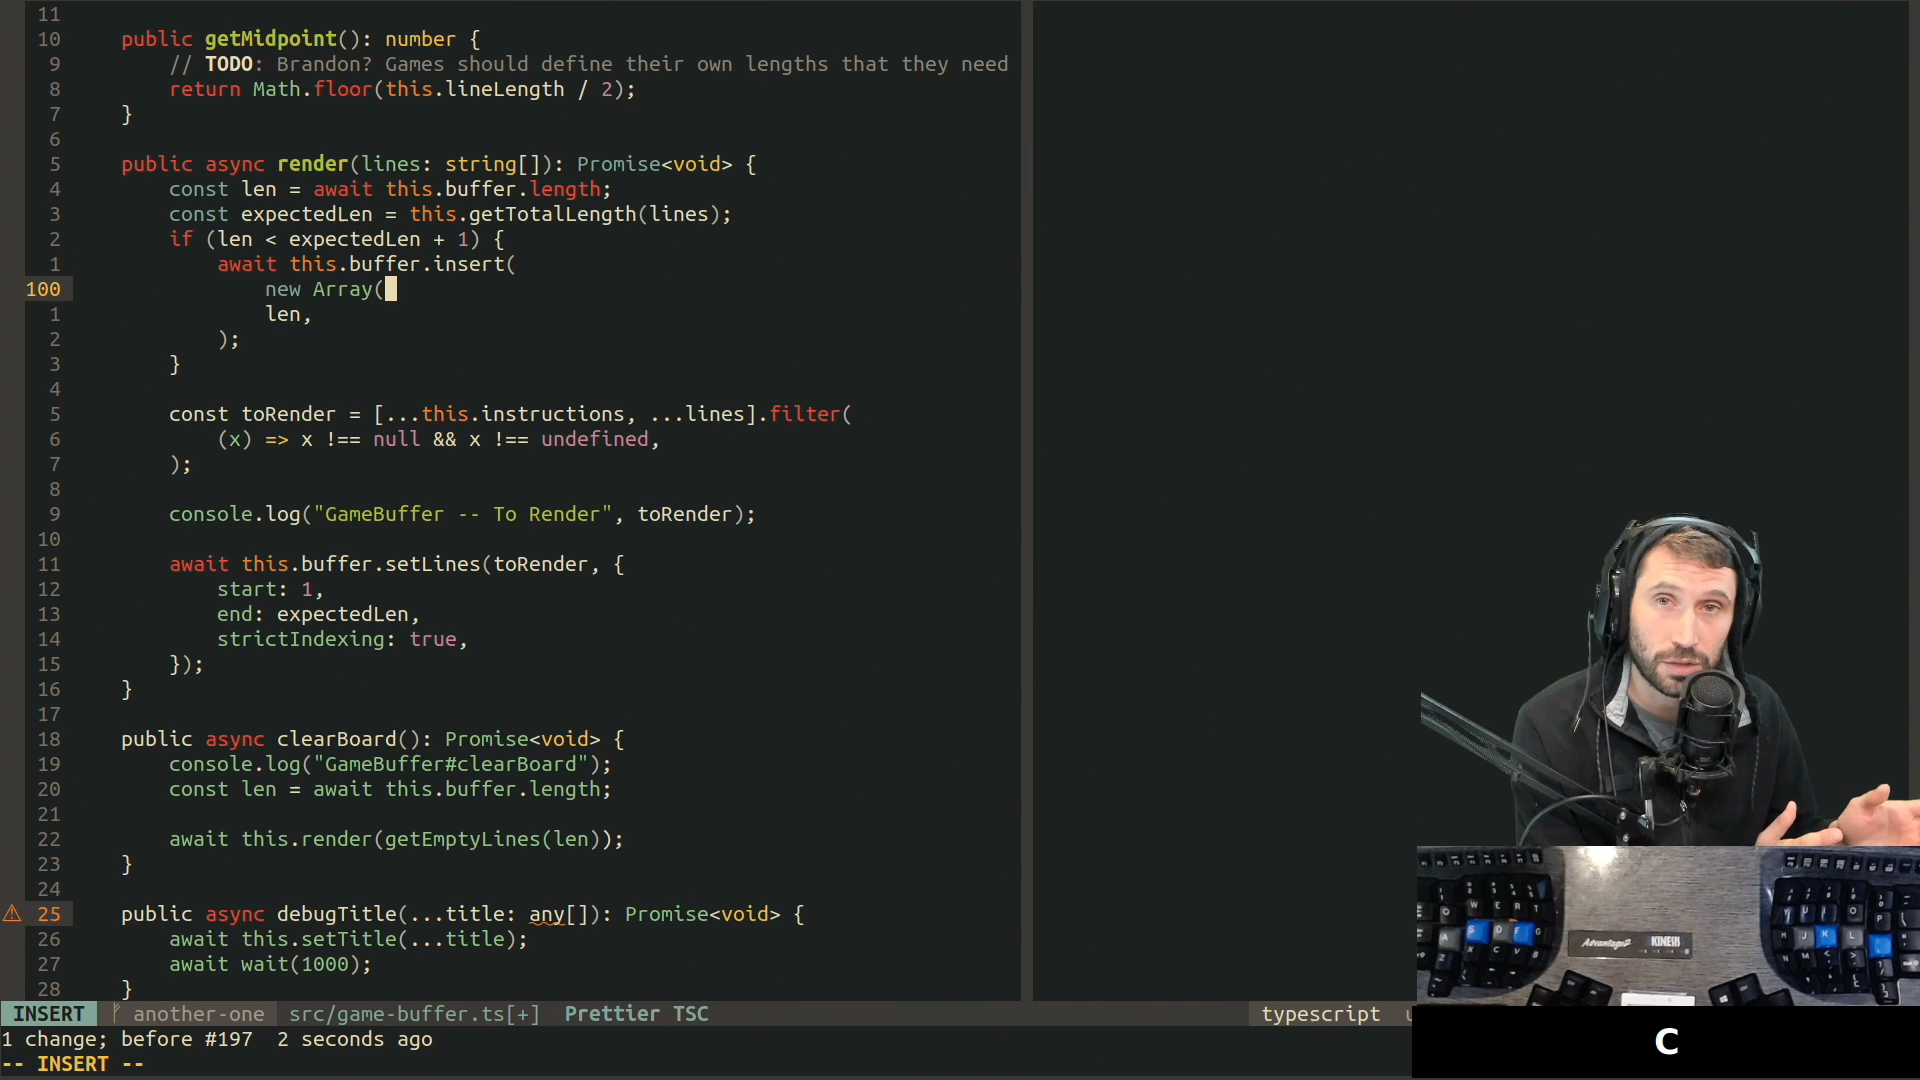 11
10 public getMidpoint(): number {
9 // TODO: Brandon? Games should define their own lengths that they need
8 return Math.floor(this.lineLength / 2);
7 }
6
5 public async render(lines: string[]): Promise<void> {
4 const len = await this.buffer.length;
3 const expectedLen = this.getTotalLength(lines);
2 if (len < expectedLen + 1) {
1 await this.buffer.insert(
100 new Array(
1 len,
2 );
3 }
4
5 const toRender = [...this.instructions, ...lines].filter(
6 (x) => x !== null && x !== undefined,
7 );
8
9 console.log("GameBuffer -- To Render", toRender);
10
11 await this.buffer.setLines(toRender, {
12 start: 1,
13 end: expectedLen,
14 strictIndexing: true,
15 });
16 }
17
18 public async clearBoard(): Promise<void> {
19 console.log("GameBuffer#clearBoard");
20 const len = await this.buffer.length;
21
22 await this.render(getEmptyLines(len));
23 }
24
25 public async debugTitle(...title: any[]): Promise<void> {
26 await this.setTitle(...title);
27 await wait(1000);
28 }
INSERT another-one src/game-buffer.ts[+] Prettier TSC typescript
1 change; before #197 2 seconds ago
-- INSERT --
Advantage2 KINESIS
C